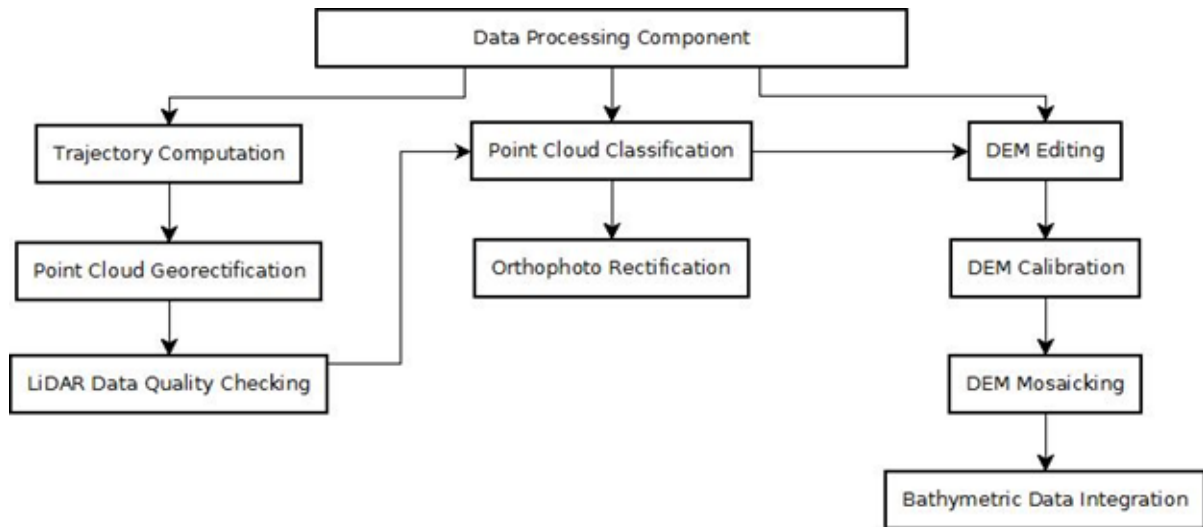 Data Processing Component
Trajectory Computation
Point Cloud Classification
DEM Editing
Point Cloud Georectification
Orthophoto Rectification
DEM Calibration
LiDAR Data Quality Checking
DEM Mosaicking
Bathymetric Data Integration